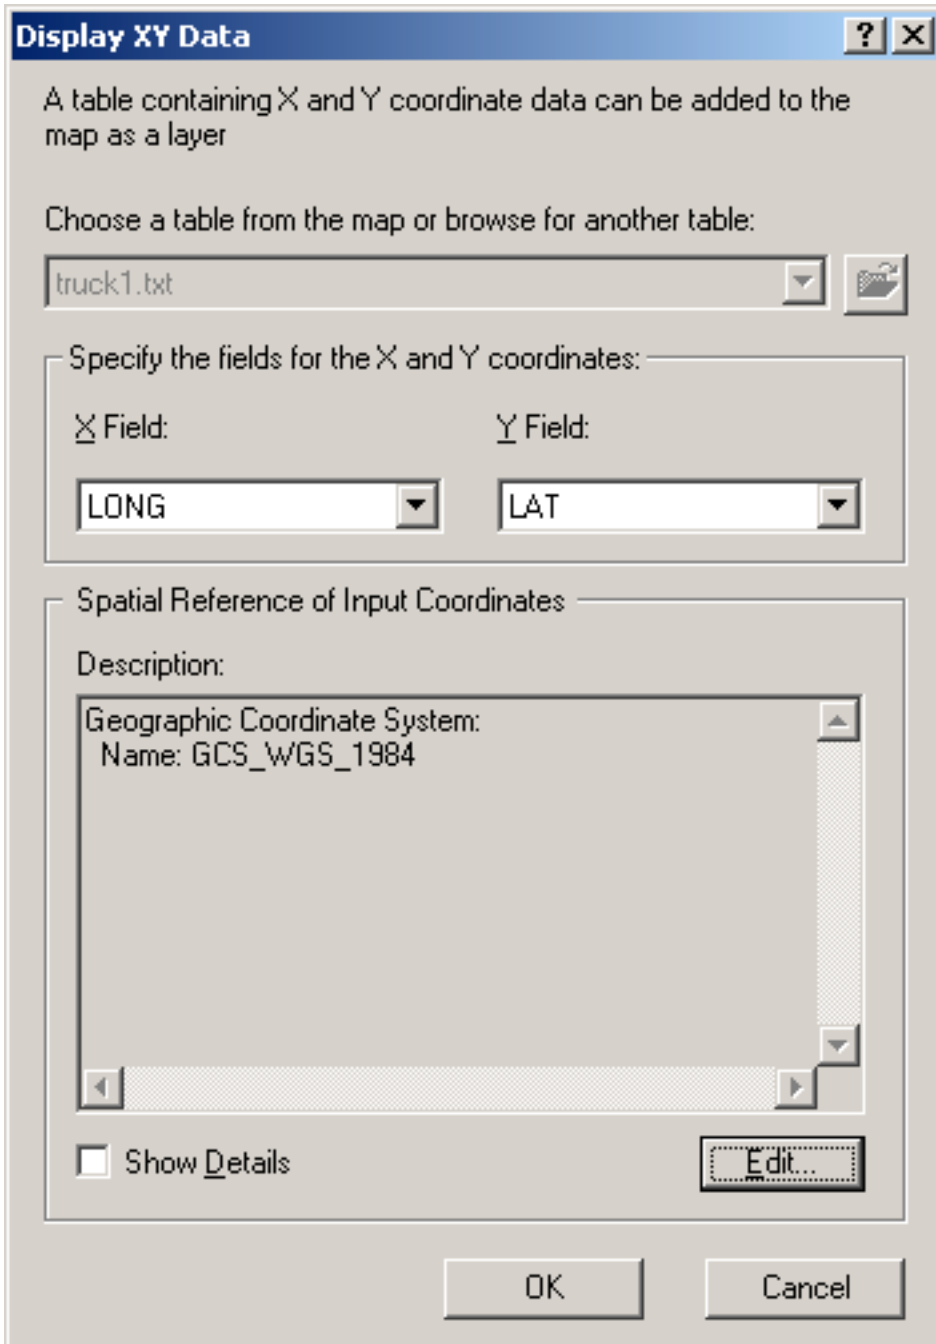 Display XY Data
A table containing X and Y coordinate data can be added to the
map as a layer
Choose a table from the map or browse for another table:
truck1.txt
Specify the fields for the X and Y coordinates:
X Field:
Y Field:
LONG
LAT
Spatial Reference of Input Coordinates
Description:
Geographic Coordinate System:
Name: GCS_WGS_1984
Show Details
Edit...
OK
Cancel